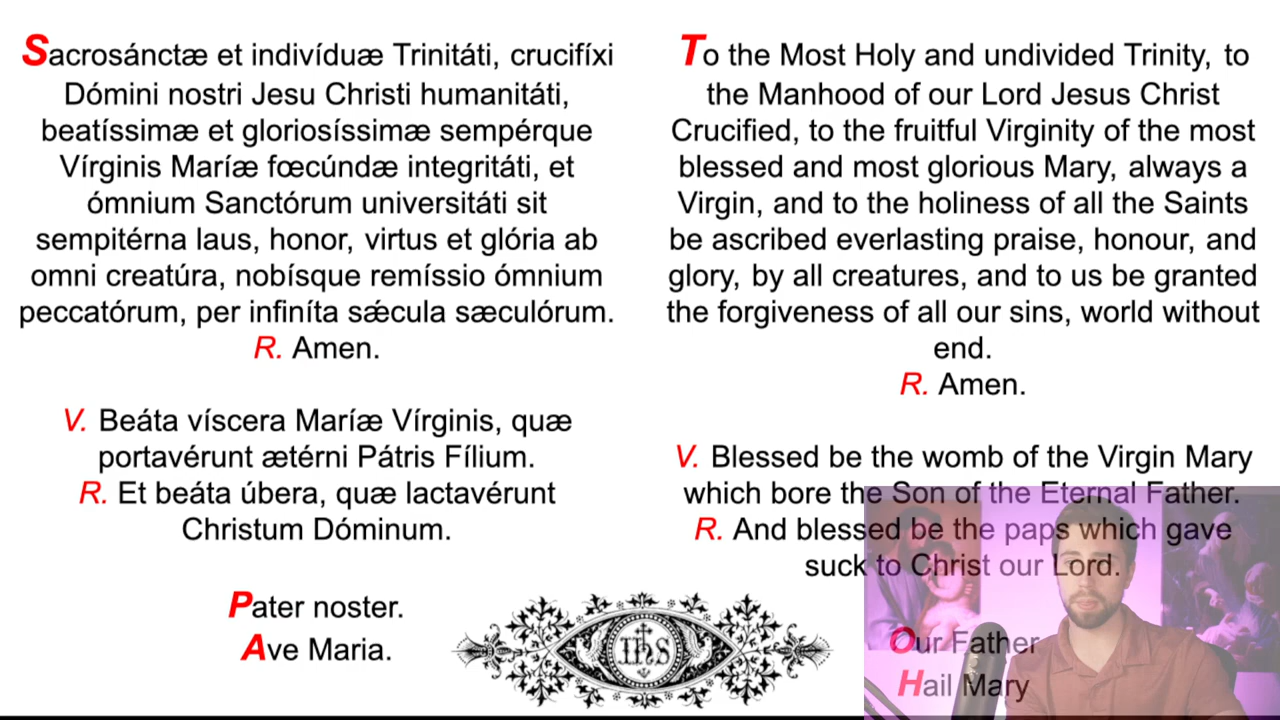 Sacrosánctæ et indivíduæ Trinitáti, crucifíxi
Dómini nostri Jesu Christi humanitáti,
beatíssimæ et gloriosíssimæ sempérque
Vírginis Maríæ fœcúndæ integritáti, et
ómnium Sanctórum universitáti sit
sempitérna laus, honor, virtus et glória ab
omni creatúra, nobísque remíssio ómnium
peccatórum, per infiníta sǽcula sæculórum.
R. Amen.
V. Beáta víscera Maríæ Vírginis, quæ
portavérunt ætérni Pátris Fílium.
R. Et beáta úbera, quæ lactavérunt
Christum Dóminum.
Pater noster.
Ave Maria.
To the Most Holy and undivided Trinity, to
the Manhood of our Lord Jesus Christ
Crucified, to the fruitful Virginity of the most
blessed and most glorious Mary, always a
Virgin, and to the holiness of all the Saints
be ascribed everlasting praise, honour, and
glory, by all creatures, and to us be granted
the forgiveness of all our sins, world without
end.
R. Amen.
V. Blessed be the womb of the Virgin Mary
which bore the Son of the Eternal Father.
R. And blessed be the paps which gave
suck to Christ our Lord.
Our Father
Hail Mary
IHS